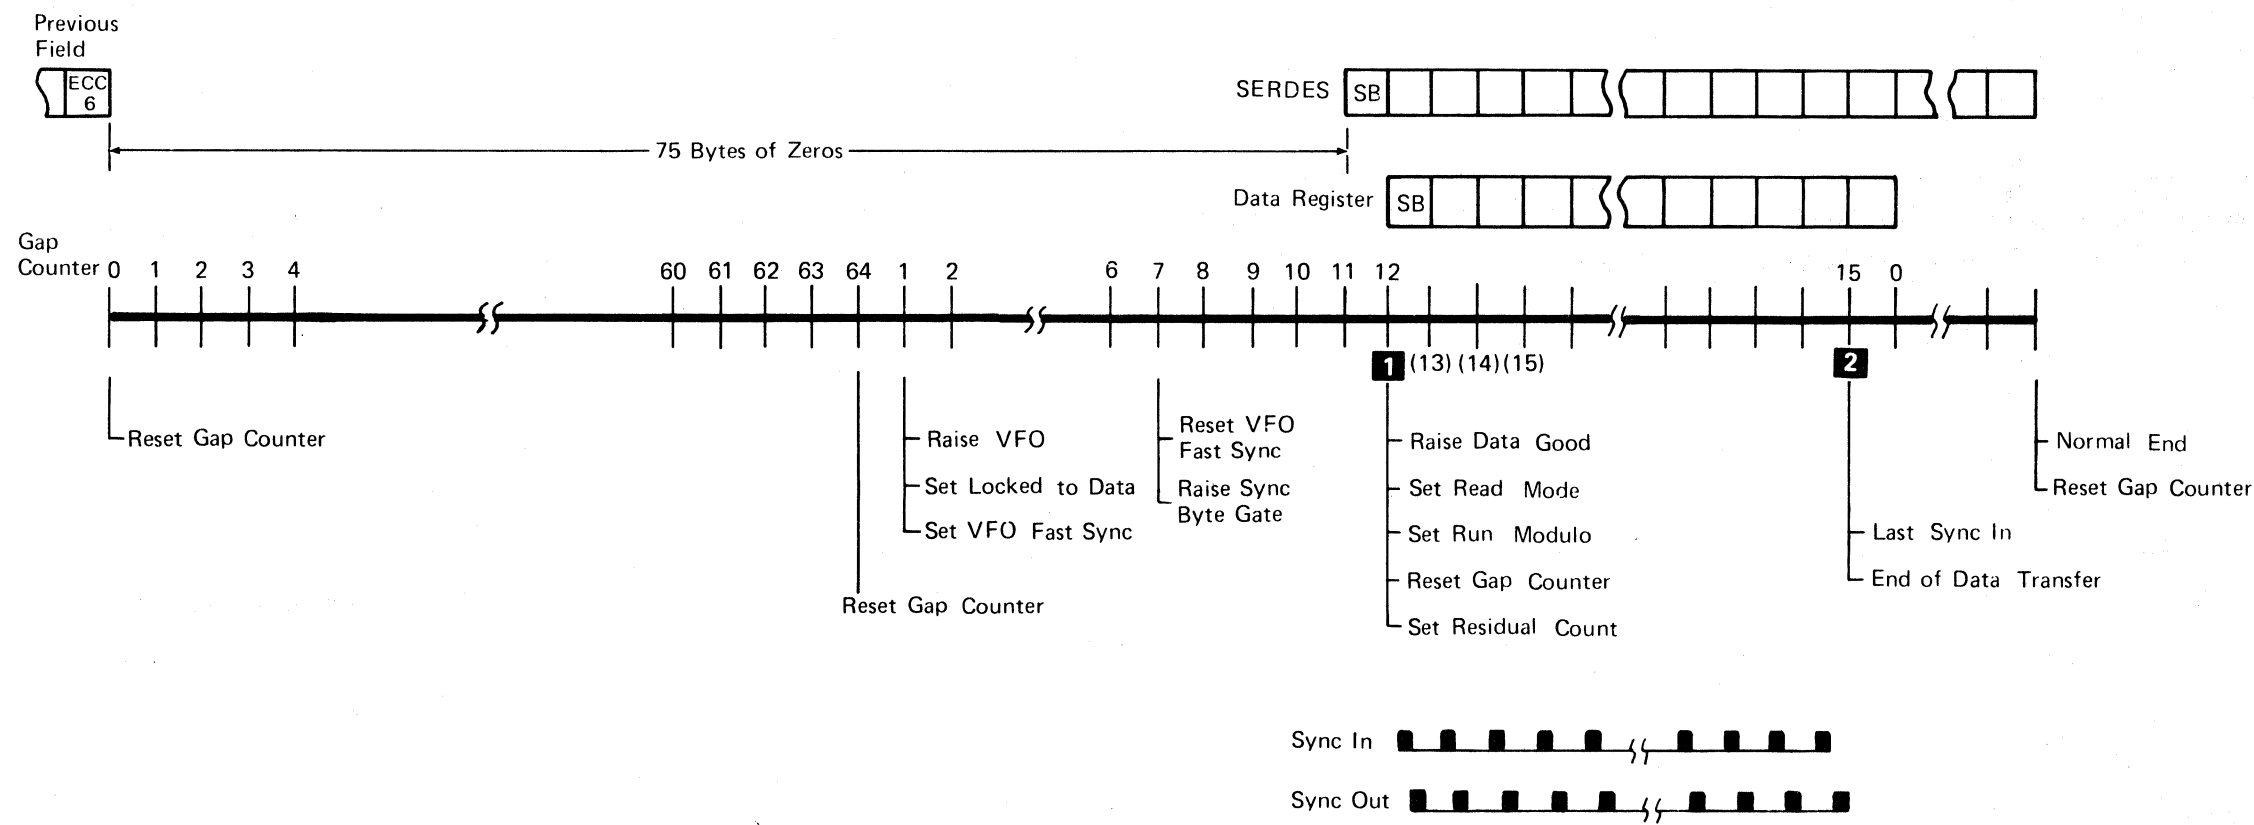 Previous
Field
ECC
6
SERDES SB
75 Bytes of Zeros
Data Register SB
Gap
Counter 0 1 2 3 4 60 61 62 63 64 1 2 6 7 8 9 10 11 12 15 0
1 (13) (14) (15) 2
Reset Gap Counter
Reset Gap Counter
Raise VFO
Set Locked to Data
Set VFO Fast Sync
Reset VFO
Fast Sync
Raise Sync
Byte Gate
Raise Data Good
Set Read Mode
Set Run Modulo
Reset Gap Counter
Set Residual Count
Last Sync In
End of Data Transfer
Normal End
Reset Gap Counter
Sync In
Sync Out